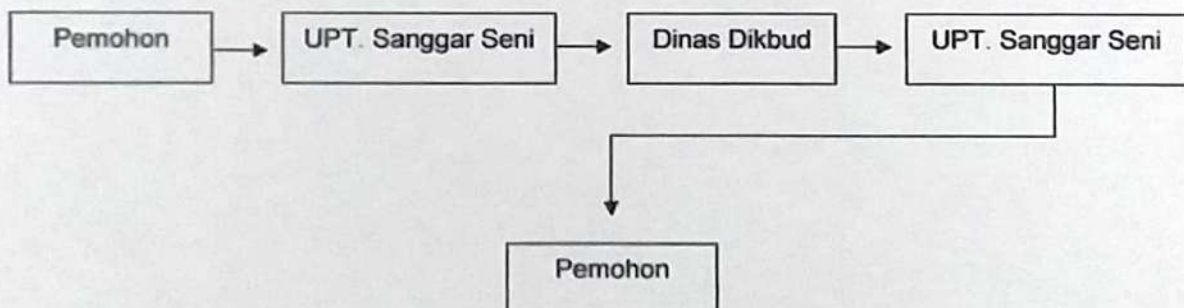 Pemohon
UPT. Sanggar Seni
Dinas Dikbud
UPT. Sanggar Seni
Pemohon